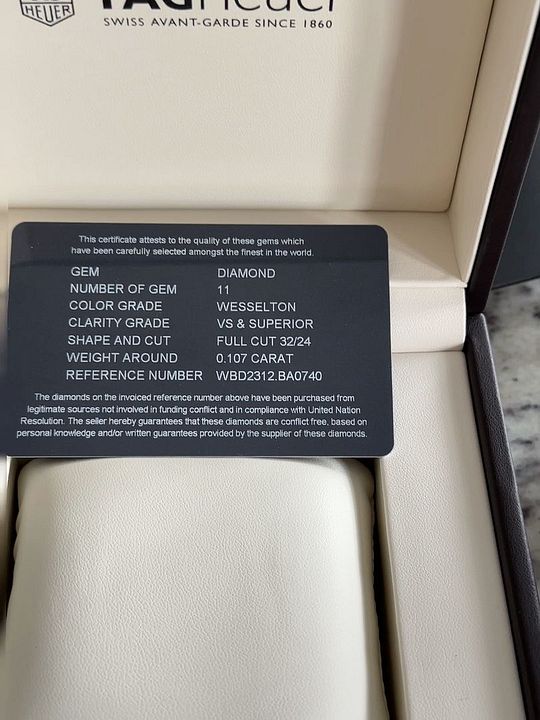 HEUER
TAGHeuer
SWISS AVANT-GARDE SINCE 1860
This certificate attests to the quality of these gems which
have been carefully selected amongst the finest in the world.
GEM DIAMOND
NUMBER OF GEM 11
COLOR GRADE WESSELTON
CLARITY GRADE VS & SUPERIOR
SHAPE AND CUT FULL CUT 32/24
WEIGHT AROUND 0.107 CARAT
REFERENCE NUMBER WBD2312.BA0740
The diamonds on the invoiced reference number above have been purchased from
legitimate sources not involved in funding conflict and in compliance with United Nation
Resolution. The seller hereby guarantees that these diamonds are conflict free, based on
personal knowledge and/or written guarantees provided by the supplier of these diamonds.